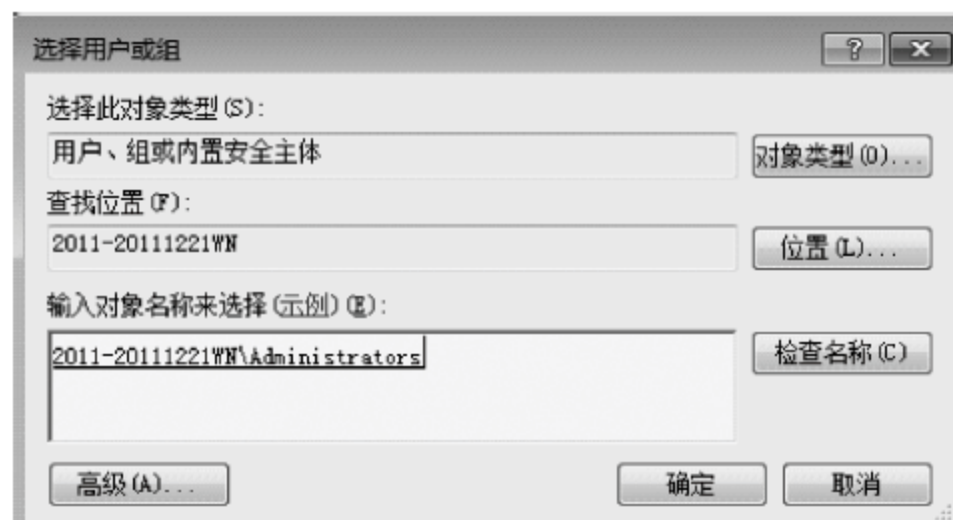 选择用户或组
选择此对象类型(S):
用户、组或内置安全主体
对象类型(O)...
查找位置(F):
2011-20111221WN
位置(L)...
输入对象名称来选择(示例)(E):
2011-20111221WN\Administrators
检查名称(C)
高级(A)...
确定
取消